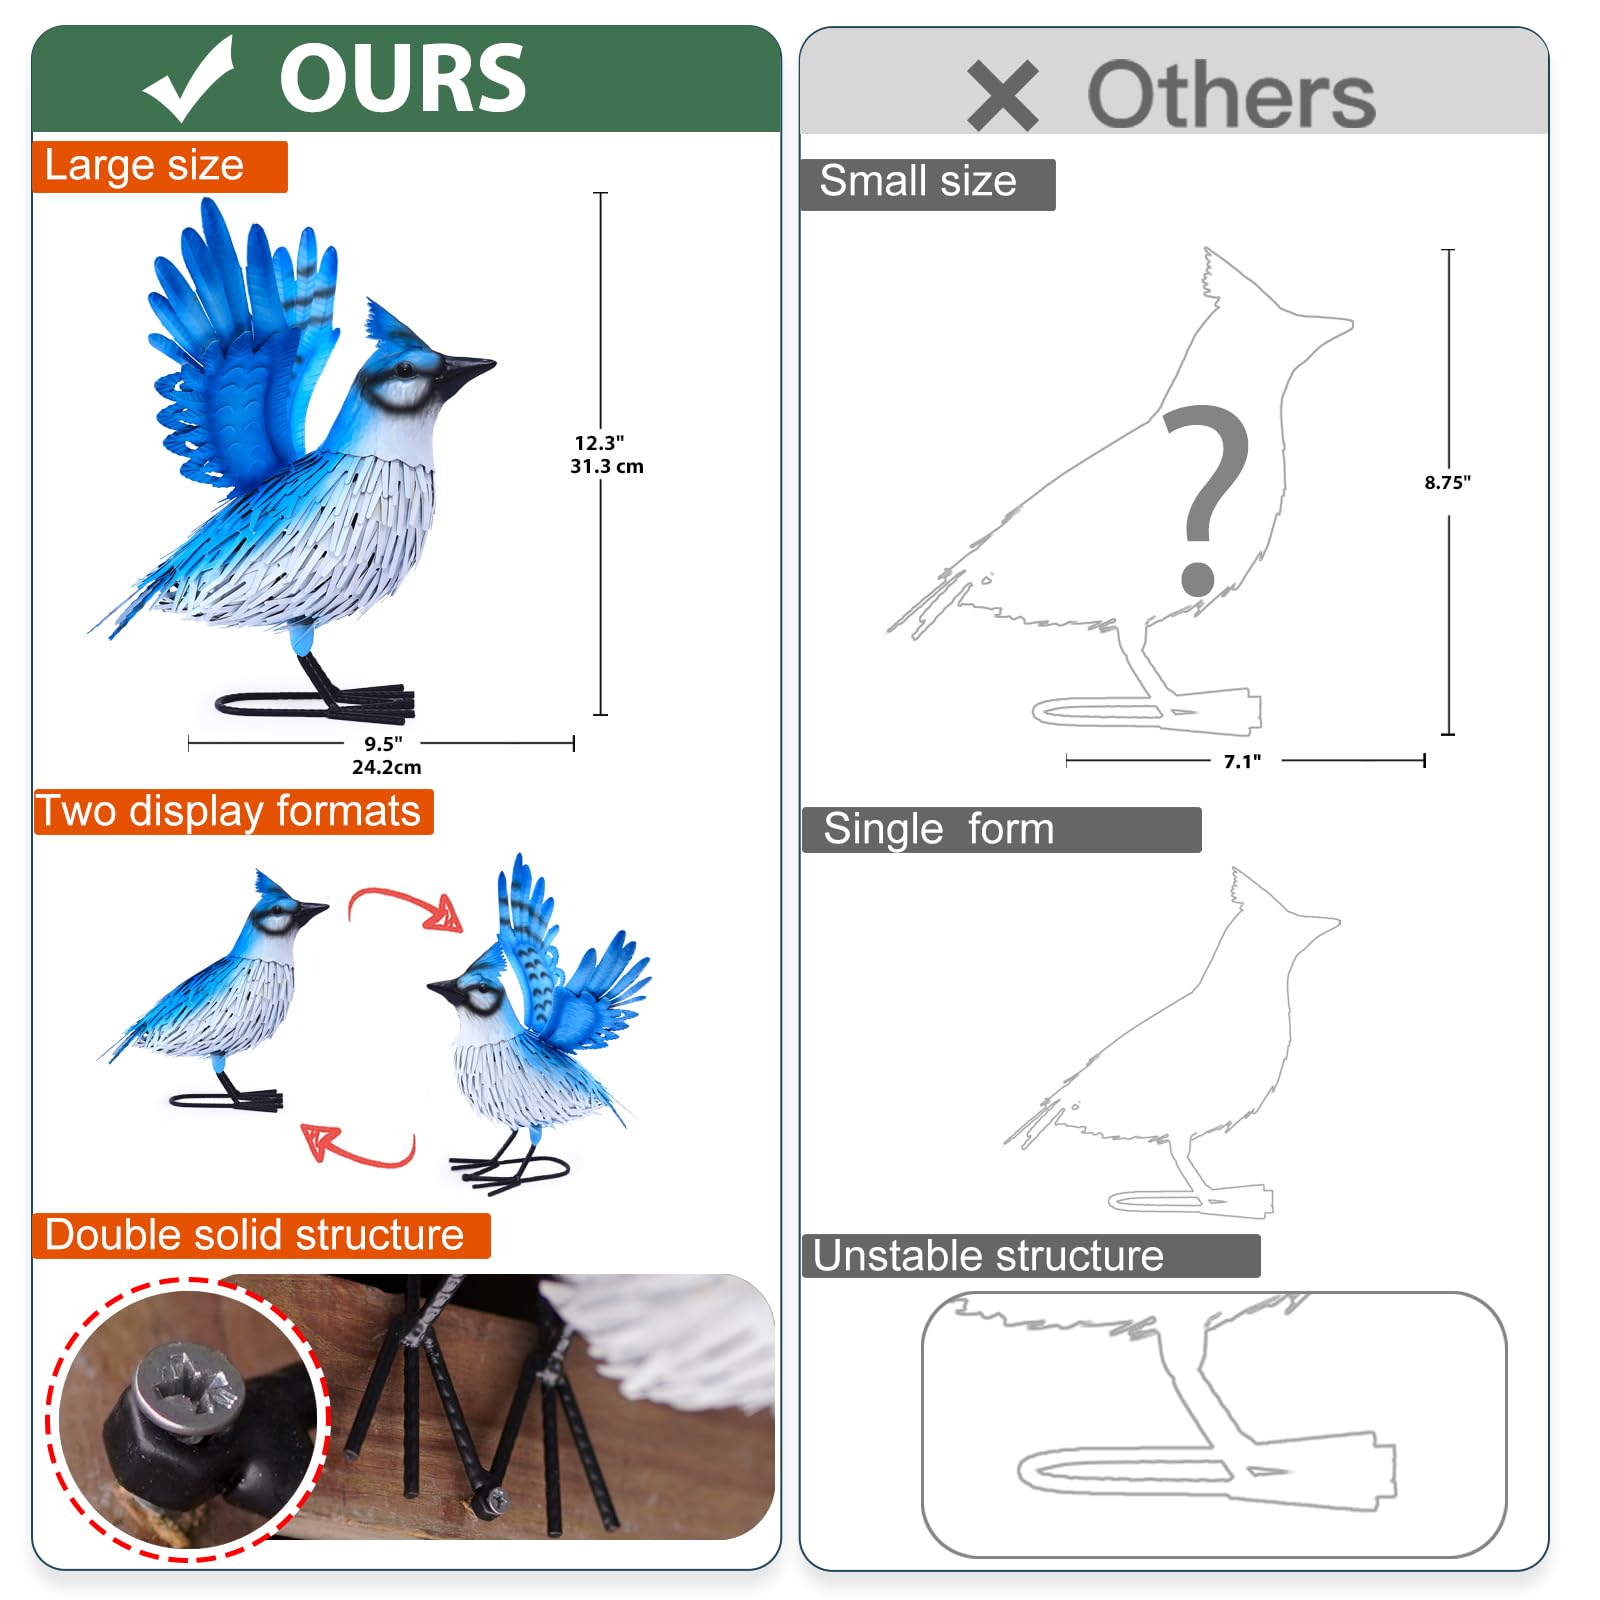 OURS
Large size
12.3"
31.3 cm
9.5"
24.2cm
Two display formats
Double solid structure
Others
Small size
?
8.75"
7.1"
Single form
Unstable structure